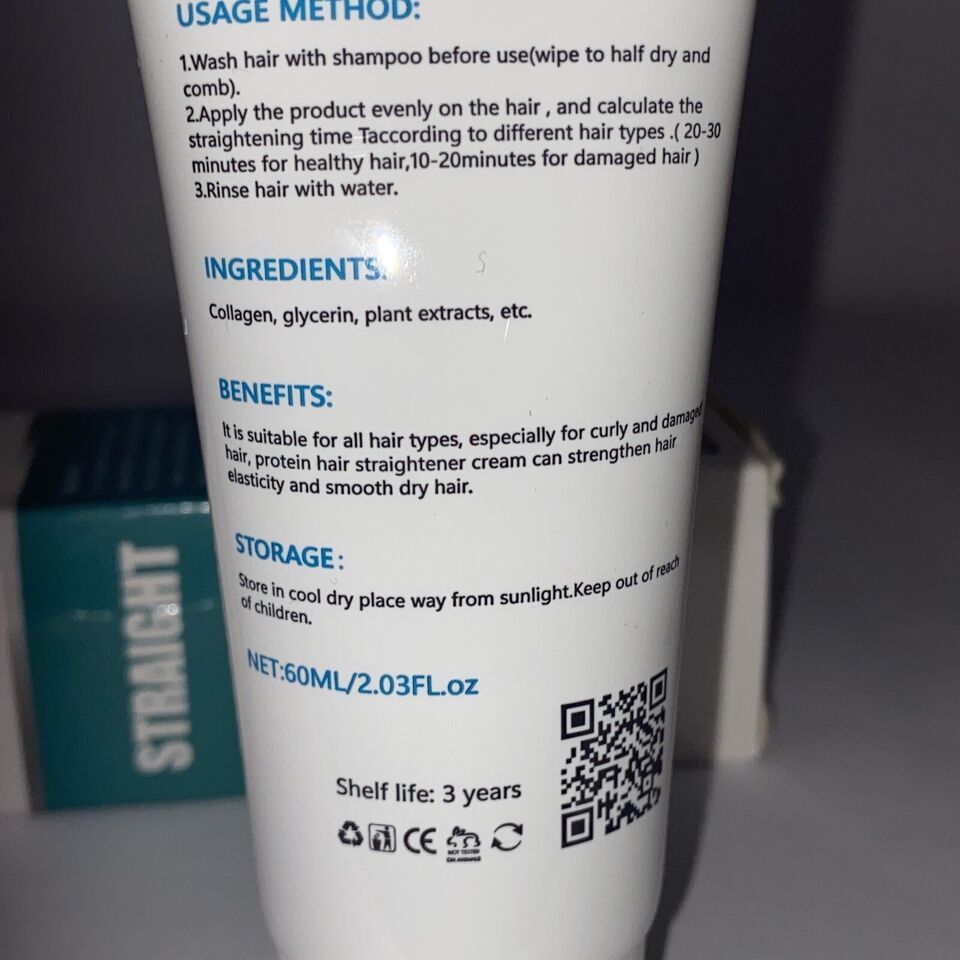 USAGE METHOD:
1.Wash hair with shampoo before use(wipe to half dry and
comb).
2.Apply the product evenly on the hair , and calculate the
straightening time Taccording to different hair types .( 20-30
minutes for healthy hair,10-20minutes for damaged hair )
3.Rinse hair with water.
INGREDIENTS:
Collagen, glycerin, plant extracts, etc.
BENEFITS:
It is suitable for all hair types, especially for curly and damaged
hair, protein hair straightener cream can strengthen hair
elasticity and smooth dry hair.
STORAGE:
Store in cool dry place way from sunlight.Keep out of reach
of children.
NET:60ML/2.03FL.oz
Shelf life: 3 years
CE
NOT TESTED
ON ANIMALS
STRAIGHT